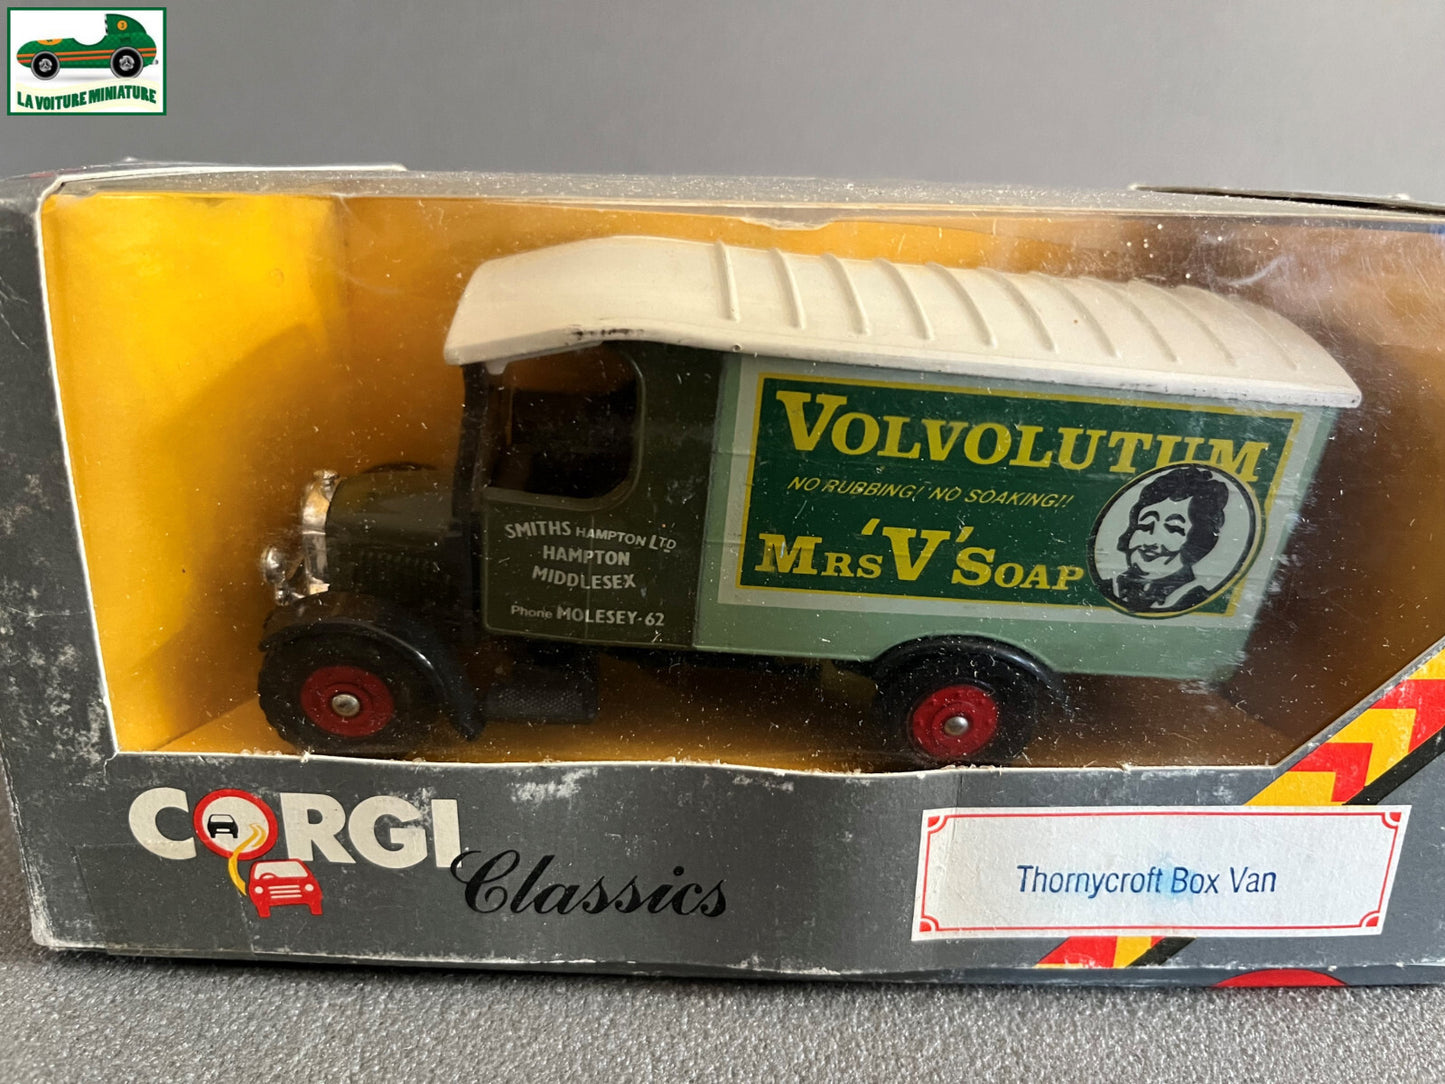 3
LA VOITURE MINIATURE
VOLVOLUTUM
NO RUBBING! NO SOAKING!!
MRS 'V' SOAP
SMITHS HAMPTON LTD
HAMPTON
MIDDLESEX
Phone MOLESEY-62
CORGI
Classics
Thornycroft Box Van